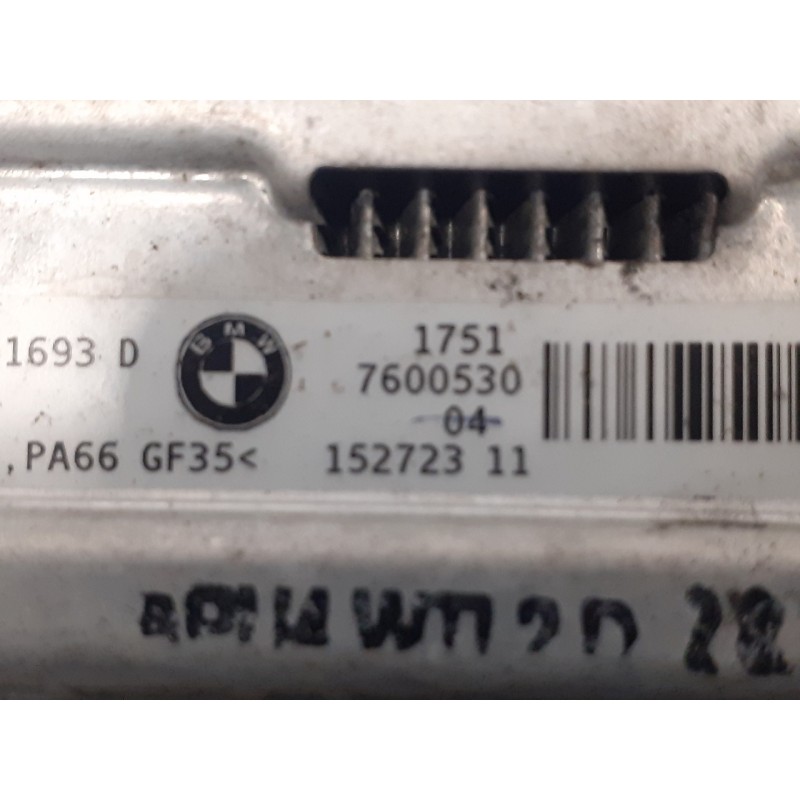 1693 D BMW 1751
7600530
04
, PA66 GF35< 152723 11